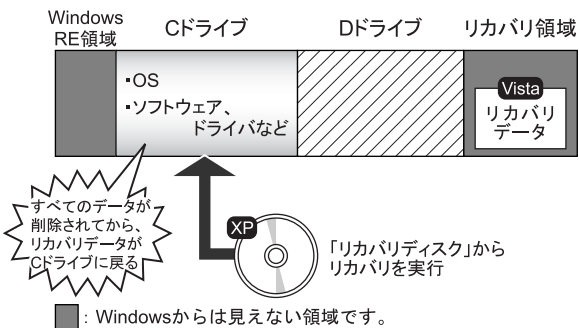 Windows
RE領域
Cドライブ
Dドライブ
リカバリ領域
・OS
・ソフトウェア、
ドライバなど
Vista
リカバリ
データ
すべてのデータが
削除されてから、
リカバリデータが
Cドライブに戻る
XP
「リカバリディスク」から
リカバリを実行
：Windowsからは見えない領域です。